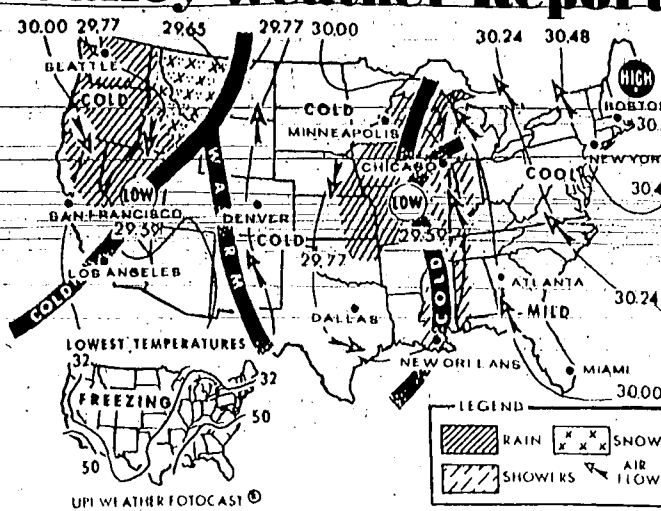 Weather Report
30.00 29.77 29.65 29.77 30.00 30.24 30.48
SEATTLE
COLD
COLD
MINNEAPOLIS
HIGH
BOSTON
30.
NEW YORK
CHICAGO
COOL
WARM
LOW
LOW
30.4
SAN FRANCISCO
DENVER
29.59
COLD
29.59
29.77
LOS ANGELES
COLD
COLD
ATLANTA
30.24
MILD
DALLAS
LOWEST TEMPERATURES
32
NEW ORLEANS
MIAMI
32
30.00
FREEZING
50
50
LEGEND
RAIN
SNOW
SHOWERS
AIR
FLOW
UPI WEATHER FOTOCAST ®